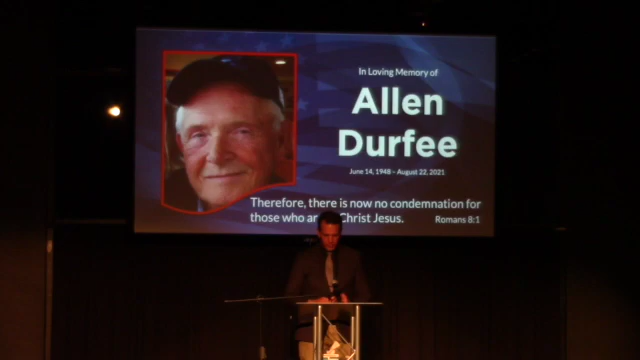 In Loving Memory of
Allen
Durfee
June 14, 1948 – August 22, 2021
Therefore, there is now no condemnation for
those who Christ Jesus.
Romans 8:1